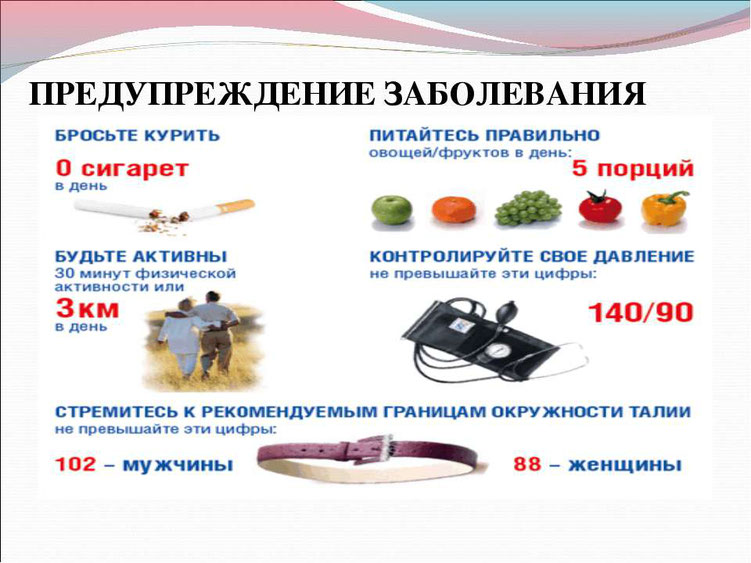 ПРЕДУПРЕЖДЕНИЕ ЗАБОЛЕВАНИЯ
БРОСЬТЕ КУРИТЬ
0 сигарет
в день
ПИТАЙТЕСЬ ПРАВИЛЬНО
овощей/фруктов в день:
5 порций
БУДЬТЕ АКТИВНЫ
30 минут физической
активности или
3 км
в день
КОНТРОЛИРУЙТЕ СВОЕ ДАВЛЕНИЕ
не превышайте эти цифры:
140/90
СТРЕМИТЕСЬ К РЕКОМЕНДУЕМЫМ ГРАНИЦАМ ОКРУЖНОСТИ ТАЛИИ
не превышайте эти цифры:
102 – мужчины
88 – женщины